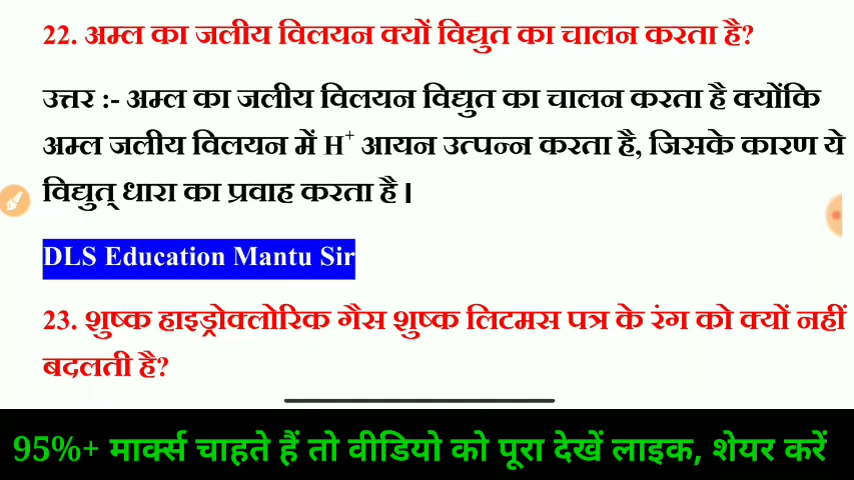 22. अम्ल का जलीय विलयन क्यों विद्युत का चालन करता है?
उत्तर :- अम्ल का जलीय विलयन विद्युत का चालन करता है क्योंकि
अम्ल जलीय विलयन में H⁺ आयन उत्पन्न करता है, जिसके कारण ये
विद्युत् धारा का प्रवाह करता है।
DLS Education Mantu Sir
23. शुष्क हाइड्रोक्लोरिक गैस शुष्क लिटमस पत्र के रंग को क्यों नहीं
बदलती है?
95%+ मार्क्स चाहते हैं तो वीडियो को पूरा देखें लाइक, शेयर करें